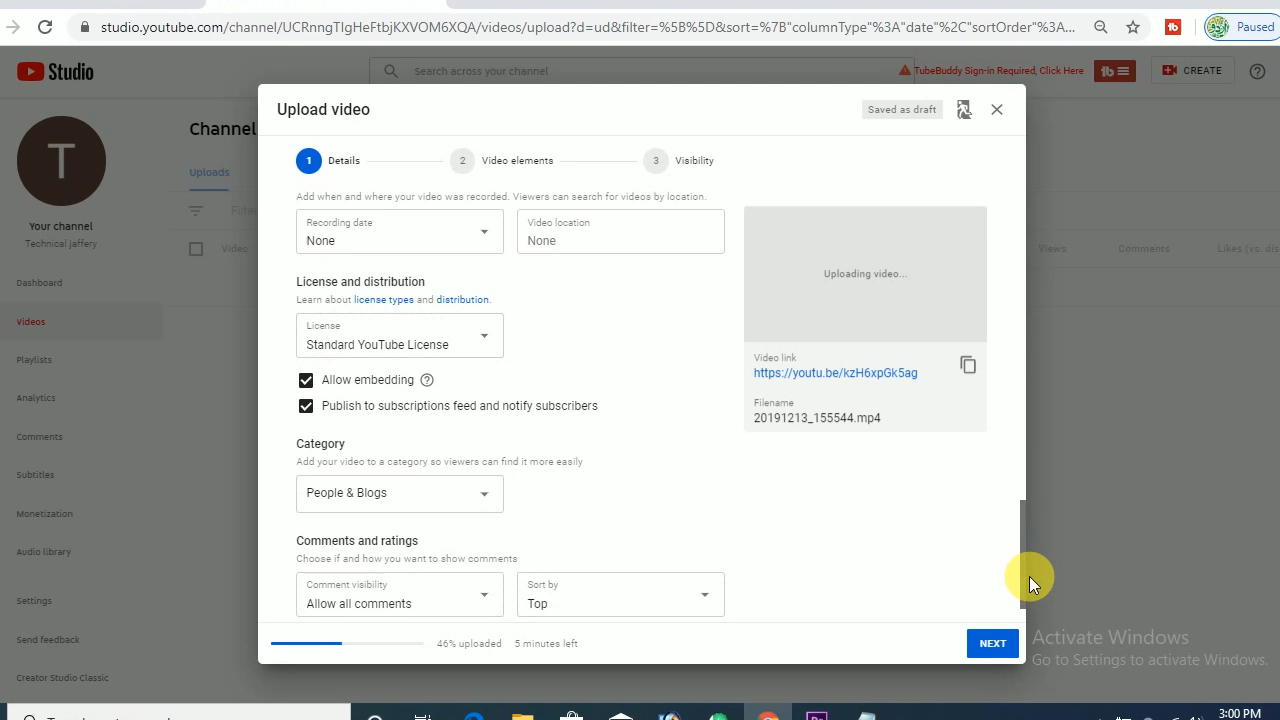 studio.youtube.com/channel/UCRnngTIgHeFtbjKXVOM6XOA/videos/upload?d=ud&filter=%5B%5D&sort=%7B"columnType"%3A"date"%2C"sortOrder"%3A...
Paused
Studio
Search across your channel
TubeBuddy Sign-in Required, Click Here
CREATE
Upload video
Saved as draft
Channel
T
1 Details
2 Video elements
3 Visibility
Uploads
Add when and where your video was recorded. Viewers can search for videos by location.
Filter
Recording date
None
Video location
None
Your channel
Technical jaffery
Video
Views
Comments
Likes (vs. dis
Uploading video...
Dashboard
License and distribution
Learn about license types and distribution.
Videos
License
Standard YouTube License
Playlists
Video link
https://youtu.be/kzH6xpGk5ag
Allow embedding
Analytics
Publish to subscriptions feed and notify subscribers
Filename
20191213_155544.mp4
Comments
Category
Add your video to a category so viewers can find it more easily
Subtitles
People & Blogs
Monetization
Comments and ratings
Choose if and how you want to show comments
Audio library
Comment visibility
Allow all comments
Sort by
Top
Settings
Send feedback
46% uploaded
5 minutes left
NEXT
Activate Windows
Go to Settings to activate Windows.
Creator Studio Classic
3:00 PM